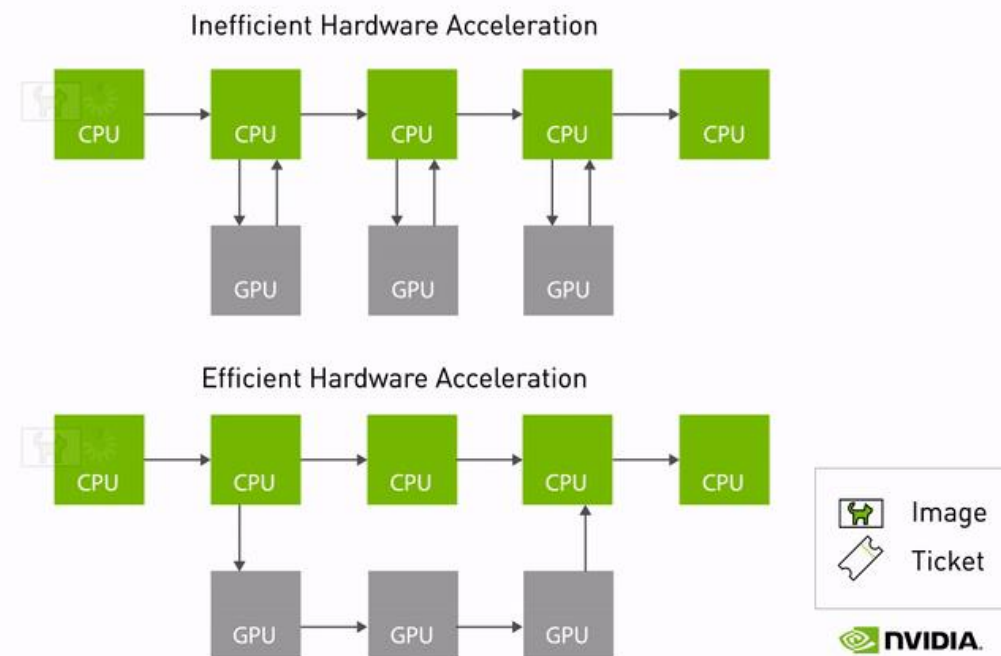 Inefficient Hardware Acceleration
CPU CPU CPU CPU CPU
GPU GPU GPU
Efficient Hardware Acceleration
CPU CPU CPU CPU CPU
GPU GPU GPU
Image
Ticket
NVIDIA.